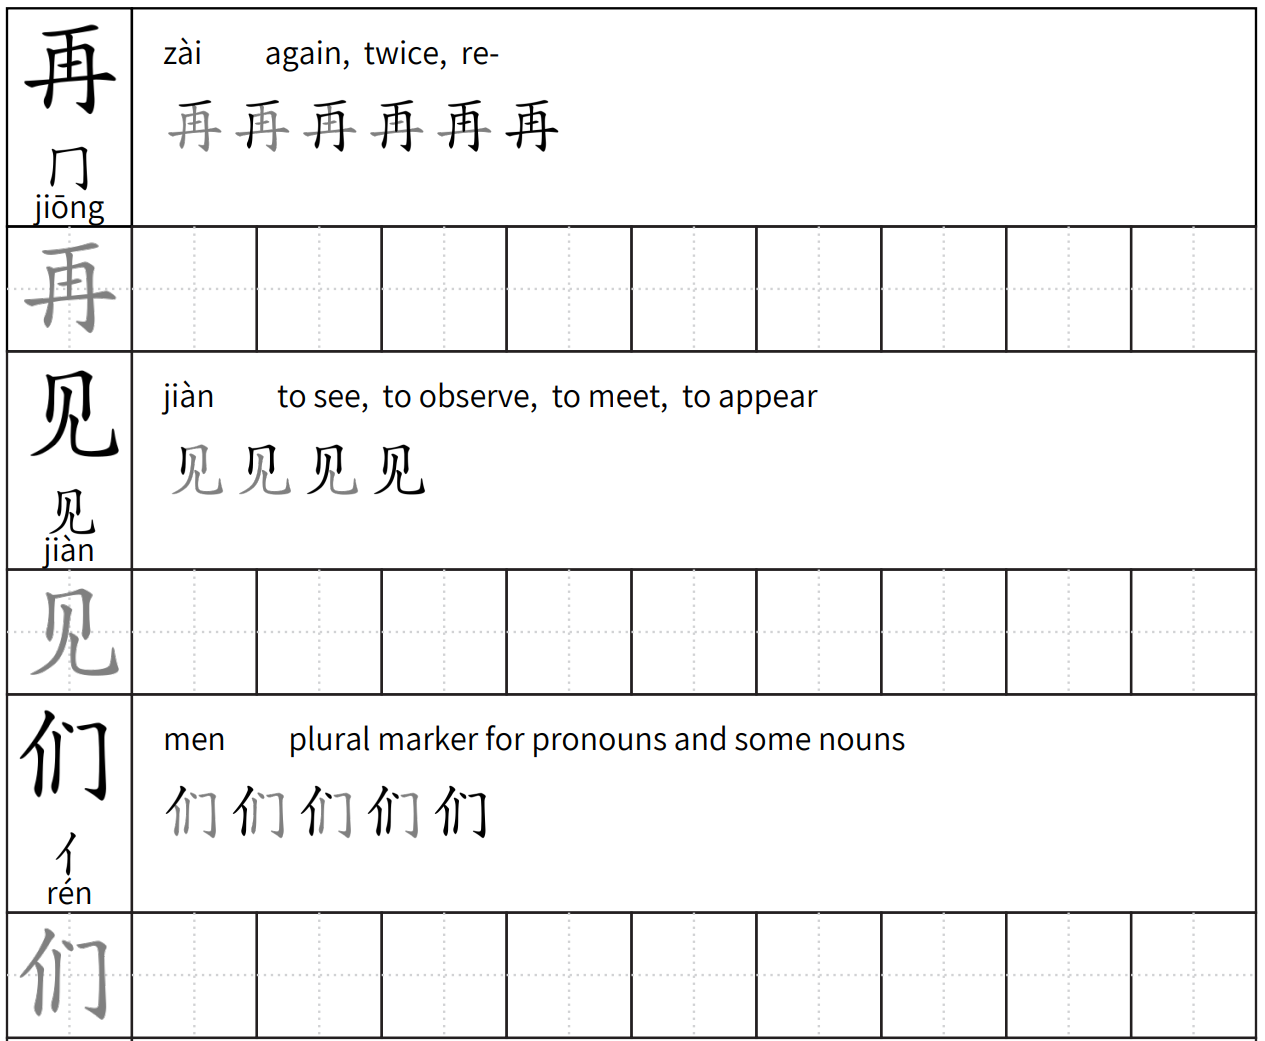 再
冂
jiōng
zài again, twice, re-
再 再 再 再 再 再
再
见
见
jiàn
jiàn to see, to observe, to meet, to appear
见 见 见 见
见
们
亻
rén
men plural marker for pronouns and some nouns
们 们 们 们 们
们